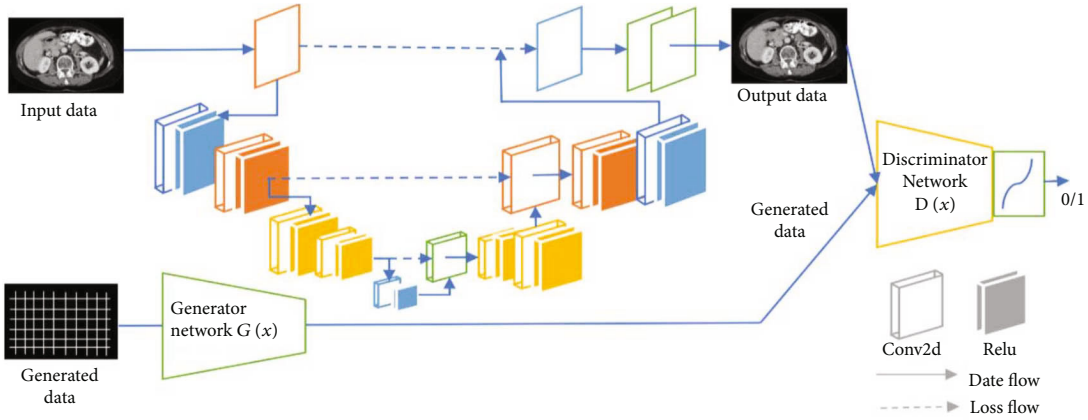 Input data
Output data
Discriminator
Network
D (x)
0/1
Generated
data
Generator
network G (x)
Generated
data
Conv2d
Relu
Date flow
Loss flow